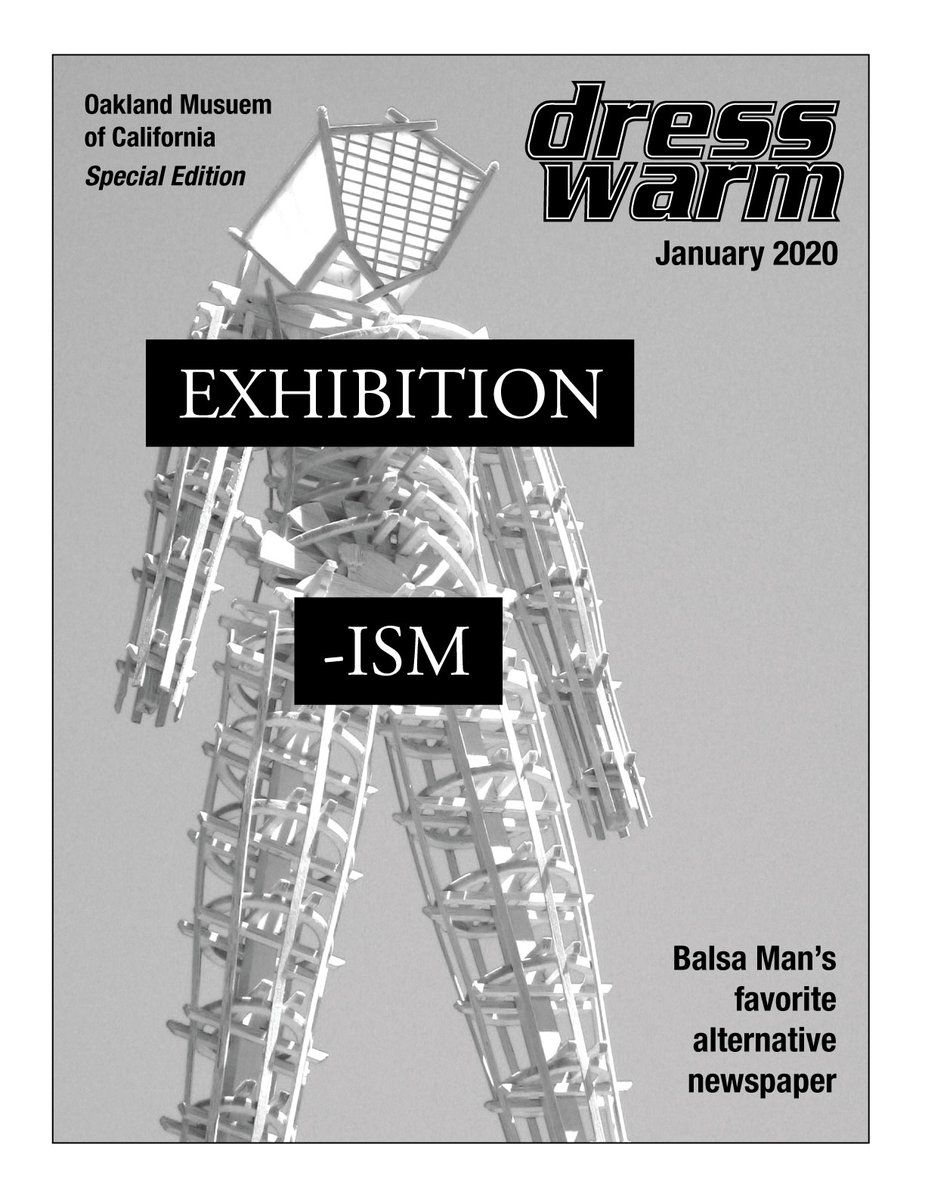 Oakland Musuem
of California
Special Edition
dress
warm
January 2020
EXHIBITION
-ISM
Balsa Man's
favorite
alternative
newspaper